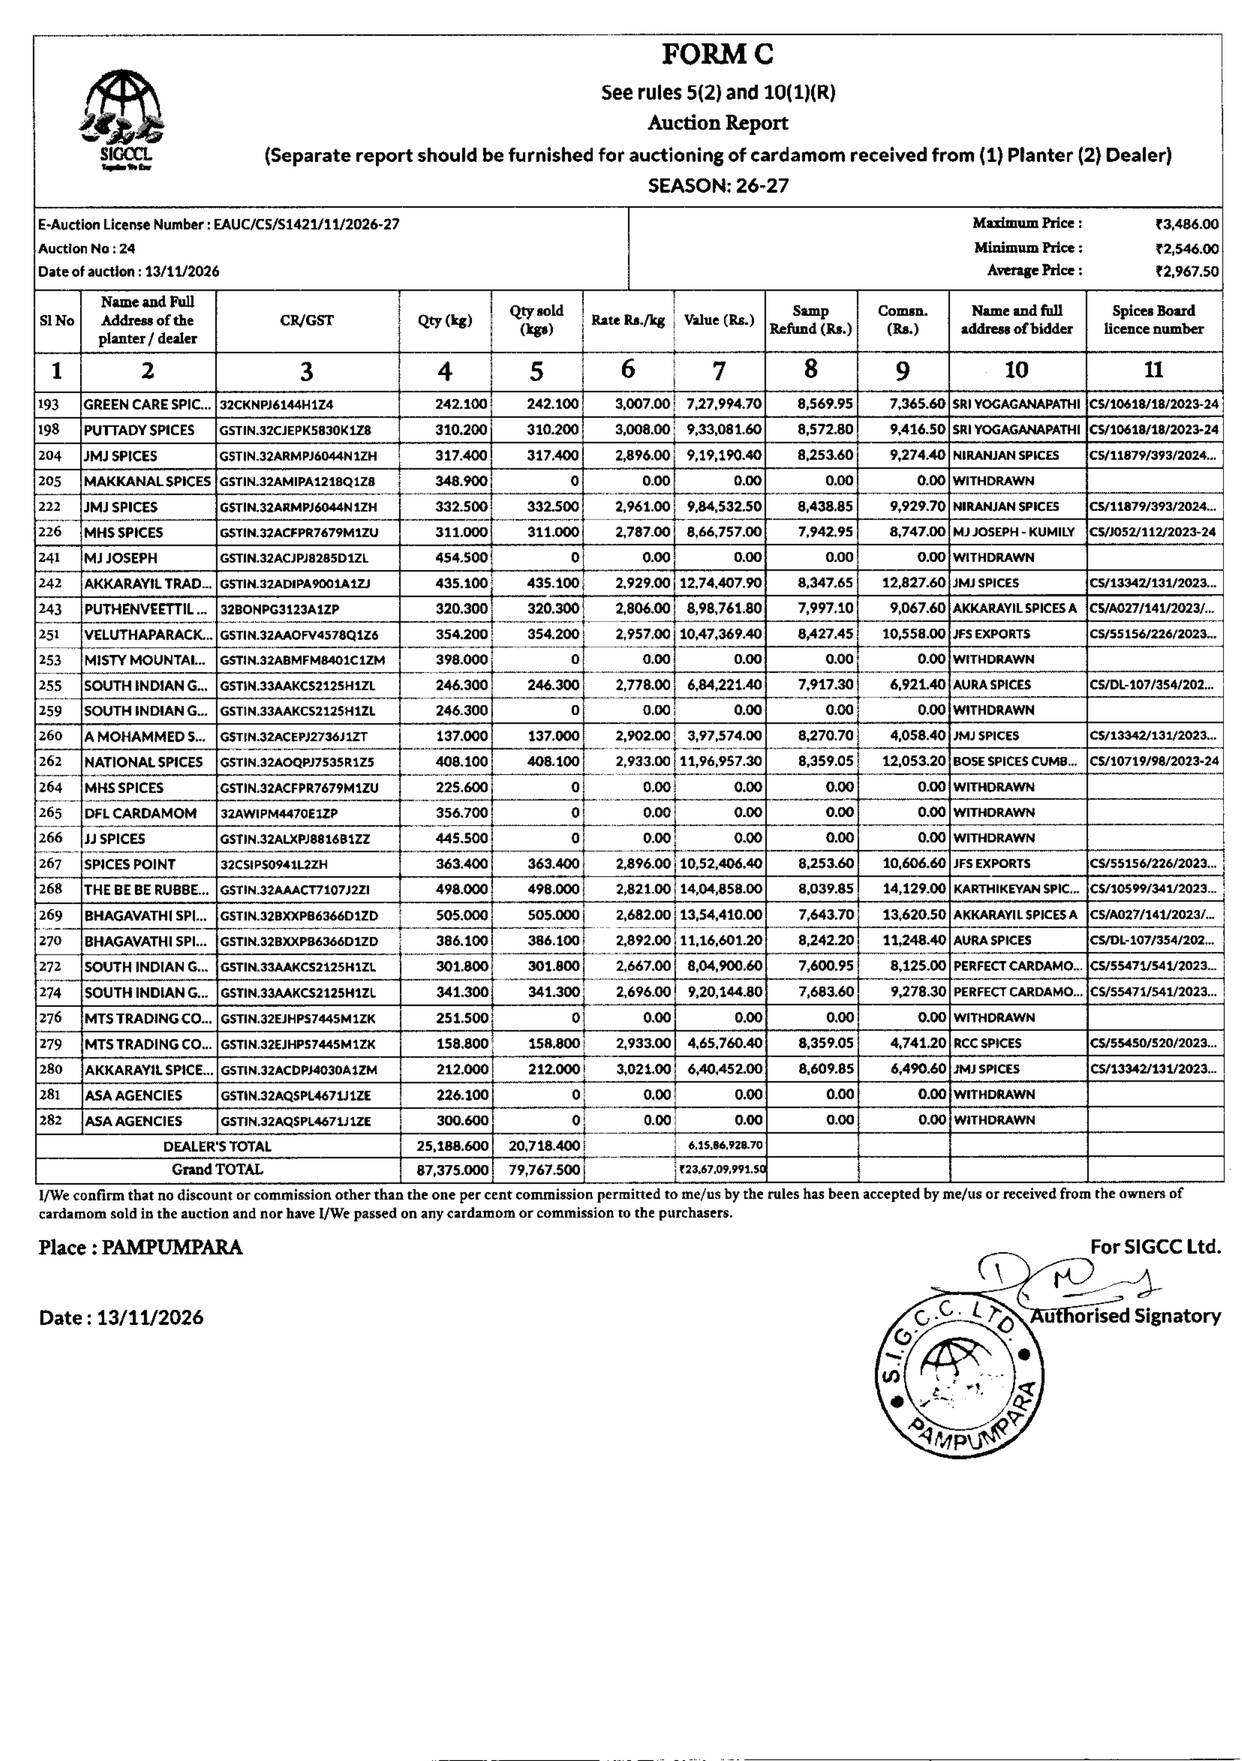 FORM C
See rules 5(2) and 10(1)(R)
Auction Report
(Separate report should be furnished for auctioning of cardamom received from (1) Planter (2) Dealer)
SEASON: 26-27
SIGCCL
Together We Rise
E-Auction License Number : EAUC/CS/S1421/11/2026-27
Auction No : 24
Date of auction : 13/11/2026
Maximum Price : ₹3,486.00
Minimum Price : ₹2,546.00
Average Price : ₹2,967.50
Sl No Name and Full Address of the planter / dealer CR/GST Qty (kg) Qty sold (kgs) Rate Rs./kg Value (Rs.) Samp Refund (Rs.) Comsn. (Rs.) Name and full address of bidder Spices Board licence number
1 2 3 4 5 6 7 8 9 10 11
193 GREEN CARE SPIC... 32CKNPJ6144H1Z4 242.100 242.100 3,007.00 7,27,994.70 8,569.95 7,365.60 SRI YOGAGANAPATHI CS/10618/18/2023-24
198 PUTTADY SPICES GSTIN.32CJEPK5830K1Z8 310.200 310.200 3,008.00 9,33,081.60 8,572.80 9,416.50 SRI YOGAGANAPATHI CS/10618/18/2023-24
204 JMJ SPICES GSTIN.32ARMPJ6044N1ZH 317.400 317.400 2,896.00 9,19,190.40 8,253.60 9,274.40 NIRANJAN SPICES CS/11879/393/2024...
205 MAKKANAL SPICES GSTIN.32AMIPA1218Q1Z8 348.900 0 0.00 0.00 0.00 0.00 WITHDRAWN
222 JMJ SPICES GSTIN.32ARMPJ6044N1ZH 332.500 332.500 2,961.00 9,84,532.50 8,438.85 9,929.70 NIRANJAN SPICES CS/11879/393/2024...
226 MHS SPICES GSTIN.32ACFPR7679M1ZU 311.000 311.000 2,787.00 8,66,757.00 7,942.95 8,747.00 MJ JOSEPH - KUMILY CS/J052/112/2023-24
241 MJ JOSEPH GSTIN.32ACJPJ8285D1ZL 454.500 0 0.00 0.00 0.00 0.00 WITHDRAWN
242 AKKARAYIL TRAD... GSTIN.32ADIPA9001A1ZJ 435.100 435.100 2,929.00 12,74,407.90 8,347.65 12,827.60 JMJ SPICES CS/13342/131/2023...
243 PUTHENVEETTIL ... 32BONPG3123A1ZP 320.300 320.300 2,806.00 8,98,761.80 7,997.10 9,067.60 AKKARAYIL SPICES A CS/A027/141/2023/...
251 VELUTHAPARACK... GSTIN.32AAOFV4578Q1Z6 354.200 354.200 2,957.00 10,47,369.40 8,427.45 10,558.00 JFS EXPORTS CS/55156/226/2023...
253 MISTY MOUNTAI... GSTIN.32ABMFM8401C1ZM 398.000 0 0.00 0.00 0.00 0.00 WITHDRAWN
255 SOUTH INDIAN G... GSTIN.33AAKCS2125H1ZL 246.300 246.300 2,778.00 6,84,221.40 7,917.30 6,921.40 AURA SPICES CS/DL-107/354/202...
259 SOUTH INDIAN G... GSTIN.33AAKCS2125H1ZL 246.300 0 0.00 0.00 0.00 0.00 WITHDRAWN
260 A MOHAMMED S... GSTIN.32ACEPJ2736J1ZT 137.000 137.000 2,902.00 3,97,574.00 8,270.70 4,058.40 JMJ SPICES CS/13342/131/2023...
262 NATIONAL SPICES GSTIN.32AOQPJ7535R1Z5 408.100 408.100 2,933.00 11,96,957.30 8,359.05 12,053.20 BOSE SPICES CUMB... CS/10719/98/2023-24
264 MHS SPICES GSTIN.32ACFPR7679M1ZU 225.600 0 0.00 0.00 0.00 0.00 WITHDRAWN
265 DFL CARDAMOM 32AWIPM4470E1ZP 356.700 0 0.00 0.00 0.00 0.00 WITHDRAWN
266 JJ SPICES GSTIN.32ALXPJ8816B1ZZ 445.500 0 0.00 0.00 0.00 0.00 WITHDRAWN
267 SPICES POINT 32CSIPS0941L2ZH 363.400 363.400 2,896.00 10,52,406.40 8,253.60 10,606.60 JFS EXPORTS CS/55156/226/2023...
268 THE BE BE RUBBE... GSTIN.32AAACT7107J2ZI 498.000 498.000 2,821.00 14,04,858.00 8,039.85 14,129.00 KARTHIKEYAN SPIC... CS/10599/341/2023...
269 BHAGAVATHI SPI... GSTIN.32BXXPB6366D1ZD 505.000 505.000 2,682.00 13,54,410.00 7,643.70 13,620.50 AKKARAYIL SPICES A CS/A027/141/2023/...
270 BHAGAVATHI SPI... GSTIN.32BXXPB6366D1ZD 386.100 386.100 2,892.00 11,16,601.20 8,242.20 11,248.40 AURA SPICES CS/DL-107/354/202...
272 SOUTH INDIAN G... GSTIN.33AAKCS2125H1ZL 301.800 301.800 2,667.00 8,04,900.60 7,600.95 8,125.00 PERFECT CARDAMO... CS/55471/541/2023...
274 SOUTH INDIAN G... GSTIN.33AAKCS2125H1ZL 341.300 341.300 2,696.00 9,20,144.80 7,683.60 9,278.30 PERFECT CARDAMO... CS/55471/541/2023...
276 MTS TRADING CO... GSTIN.32EJHPS7445M1ZK 251.500 0 0.00 0.00 0.00 0.00 WITHDRAWN
279 MTS TRADING CO... GSTIN.32EJHPS7445M1ZK 158.800 158.800 2,933.00 4,65,760.40 8,359.05 4,741.20 RCC SPICES CS/55450/520/2023...
280 AKKARAYIL SPICE... GSTIN.32ACDPJ4030A1ZM 212.000 212.000 3,021.00 6,40,452.00 8,609.85 6,490.60 JMJ SPICES CS/13342/131/2023...
281 ASA AGENCIES GSTIN.32AQSPL4671J1ZE 226.100 0 0.00 0.00 0.00 0.00 WITHDRAWN
282 ASA AGENCIES GSTIN.32AQSPL4671J1ZE 300.600 0 0.00 0.00 0.00 0.00 WITHDRAWN
DEALER'S TOTAL 25,188.600 20,718.400 6,15,86,928.70
Grand TOTAL 87,375.000 79,767.500 ₹23,67,09,991.50
I/We confirm that no discount or commission other than the one per cent commission permitted to me/us by the rules has been accepted by me/us or received from the owners of
cardamom sold in the auction and nor have I/We passed on any cardamom or commission to the purchasers.
Place : PAMPUMPARA
For SIGCC Ltd.
Date : 13/11/2026
Authorised Signatory
S.I.G.C.C. LTD.
PAMPUMPARA